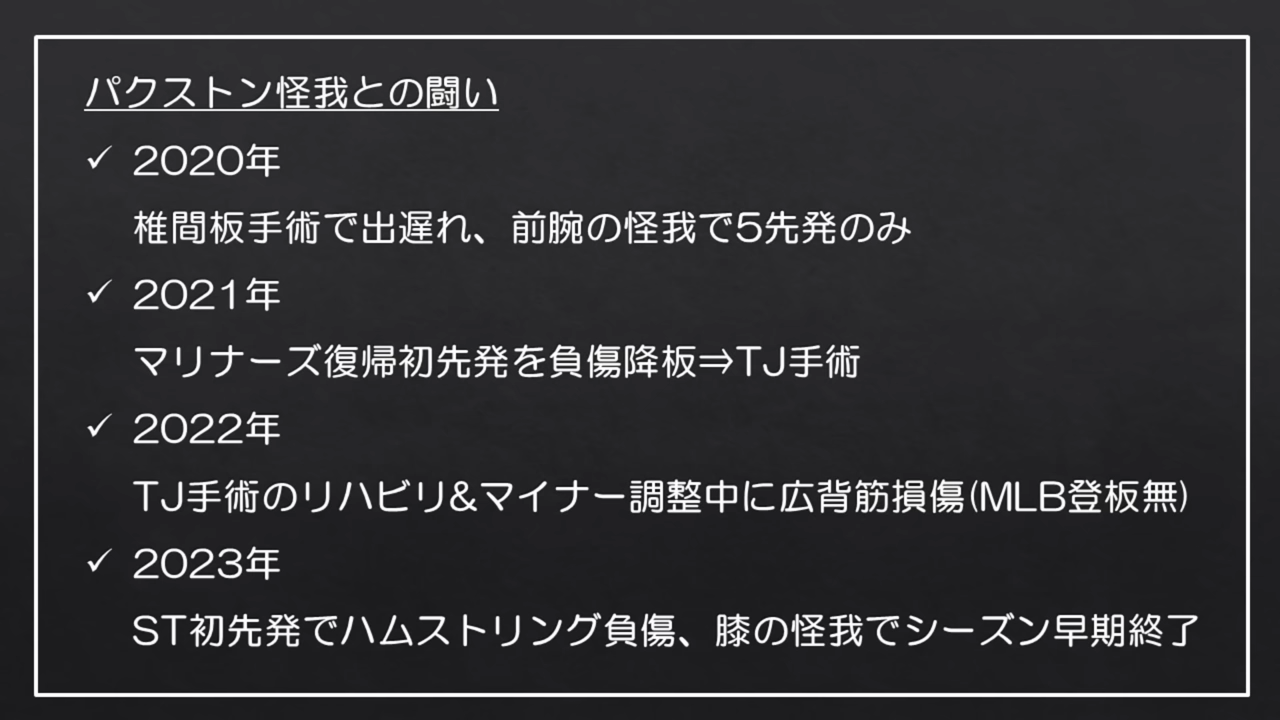 パクストン怪我との闘い
✓ 2020年
椎間板手術で出遅れ、前腕の怪我で5先発のみ
✓ 2021年
マリナーズ復帰初先発を負傷降板⇒TJ手術
✓ 2022年
TJ手術のリハビリ&マイナー調整中に広背筋損傷(MLB登板無)
✓ 2023年
ST初先発でハムストリング負傷、膝の怪我でシーズン早期終了